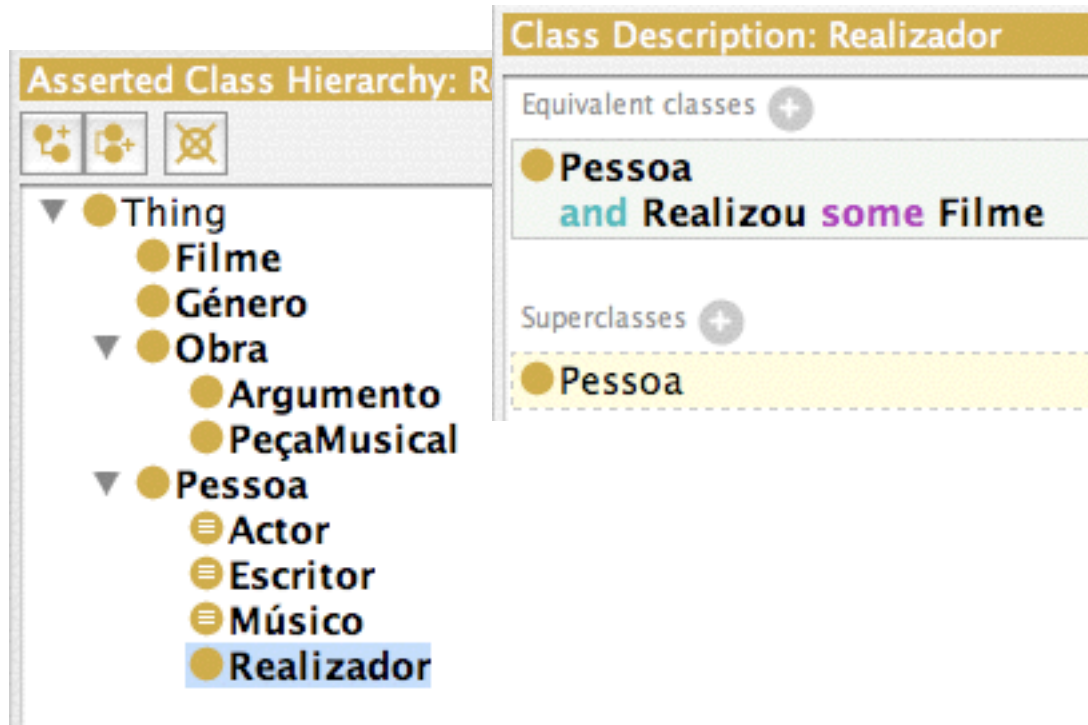 Asserted Class Hierarchy: R
Thing
Filme
Género
Obra
Argumento
PeçaMusical
Pessoa
Actor
Escritor
Músico
Realizador
Class Description: Realizador
Equivalent classes
Pessoa
and Realizou some Filme
Superclasses
Pessoa